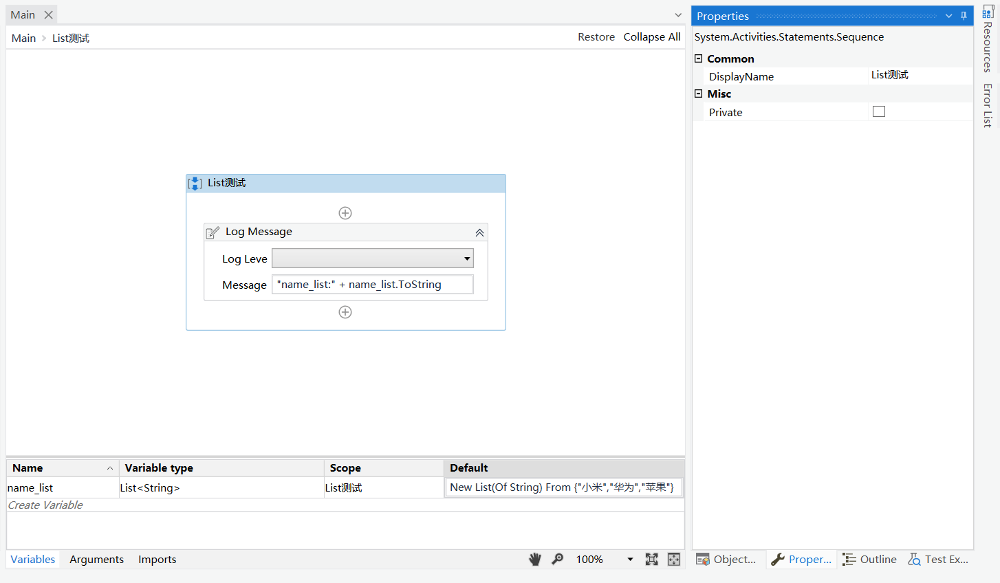 Main
Main > List测试
Restore Collapse All
List测试
Log Message
Log Leve
Message "name_list:" + name_list.ToString
Name Variable type Scope Default
name_list List<String> List测试 New List(Of String) From {"小米","华为","苹果"}
Create Variable
Variables Arguments Imports 100%
Properties
System.Activities.Statements.Sequence
Common
DisplayName List测试
Misc
Private
Object... Proper... Outline Test Ex...
Resources
Error List